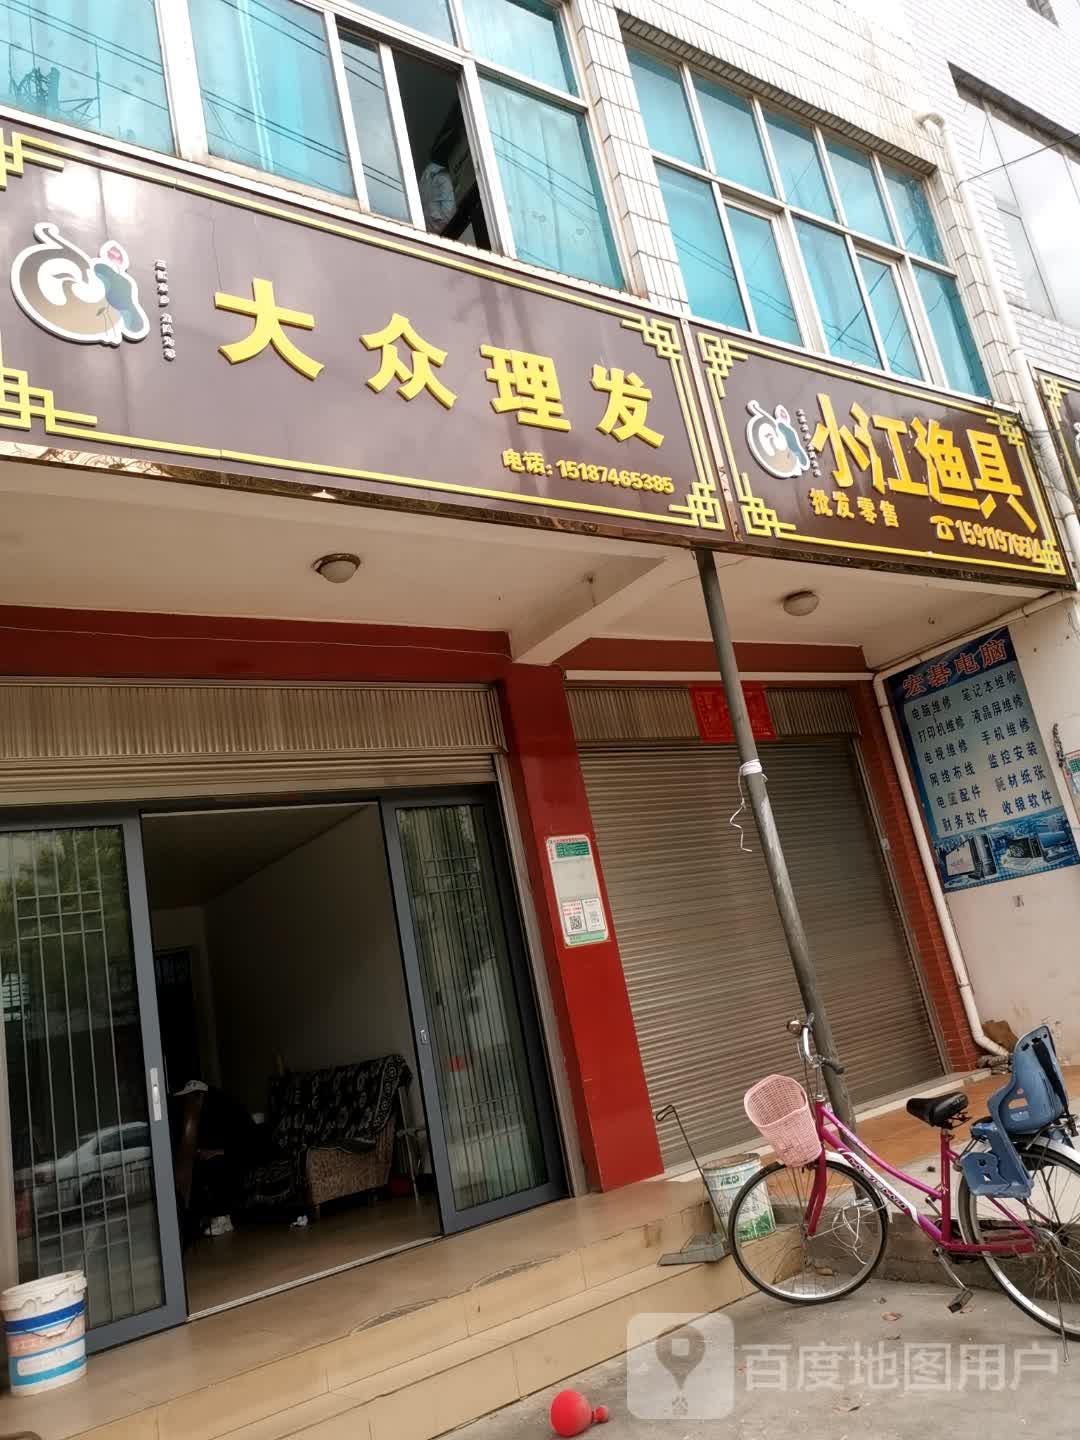 大众理发
电话:15187465385
小江渔具
批发零售
宏基电脑
电脑维修 笔记本维修
打印机维修 液晶屏维修
电视维修 手机维修
网络布线 监控安装
电匡配件 耗材纸张
财务软件 收银软件
百度地图用户